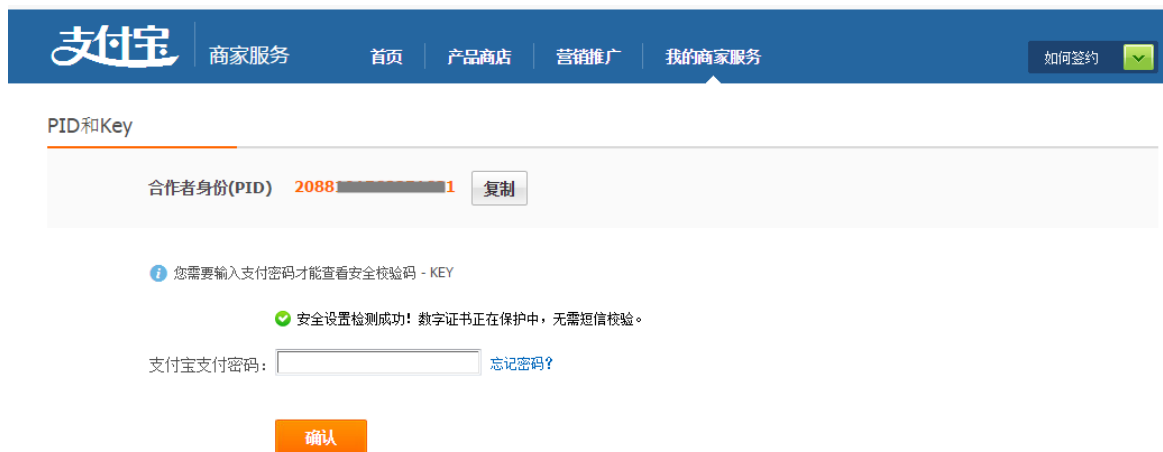 支付宝 商家服务 首页 产品商店 营销推广 我的商家服务 如何签约
PID和Key
合作者身份(PID) 2088 1 复制
您需要输入支付密码才能查看安全校验码 - KEY
安全设置检测成功！数字证书正在保护中，无需短信校验。
支付宝支付密码： 忘记密码？
确认